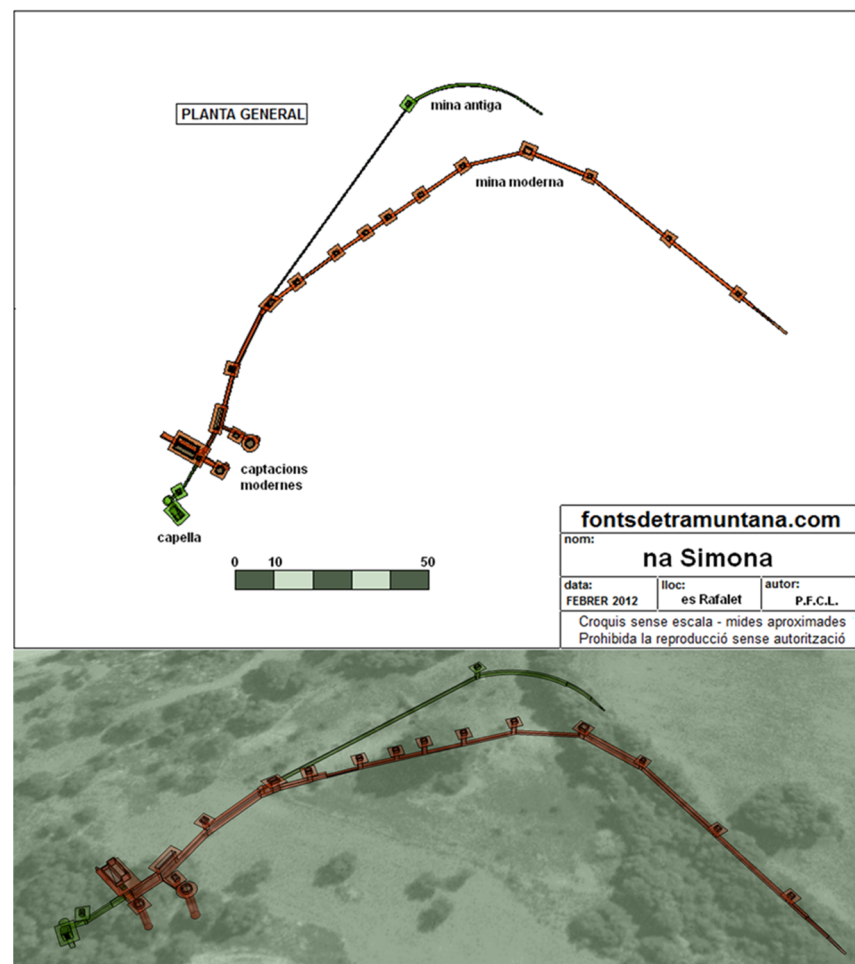 PLANTA GENERAL
mina antiga
mina moderna
captacions
modernes
capella
0 10 50
fontsdetramuntana.com
nom:
na Simona
data:
FEBRER 2012
lloc:
es Rafalet
autor:
P.F.C.L.
Croquis sense escala - mides aproximades
Prohibida la reproducció sense autorització